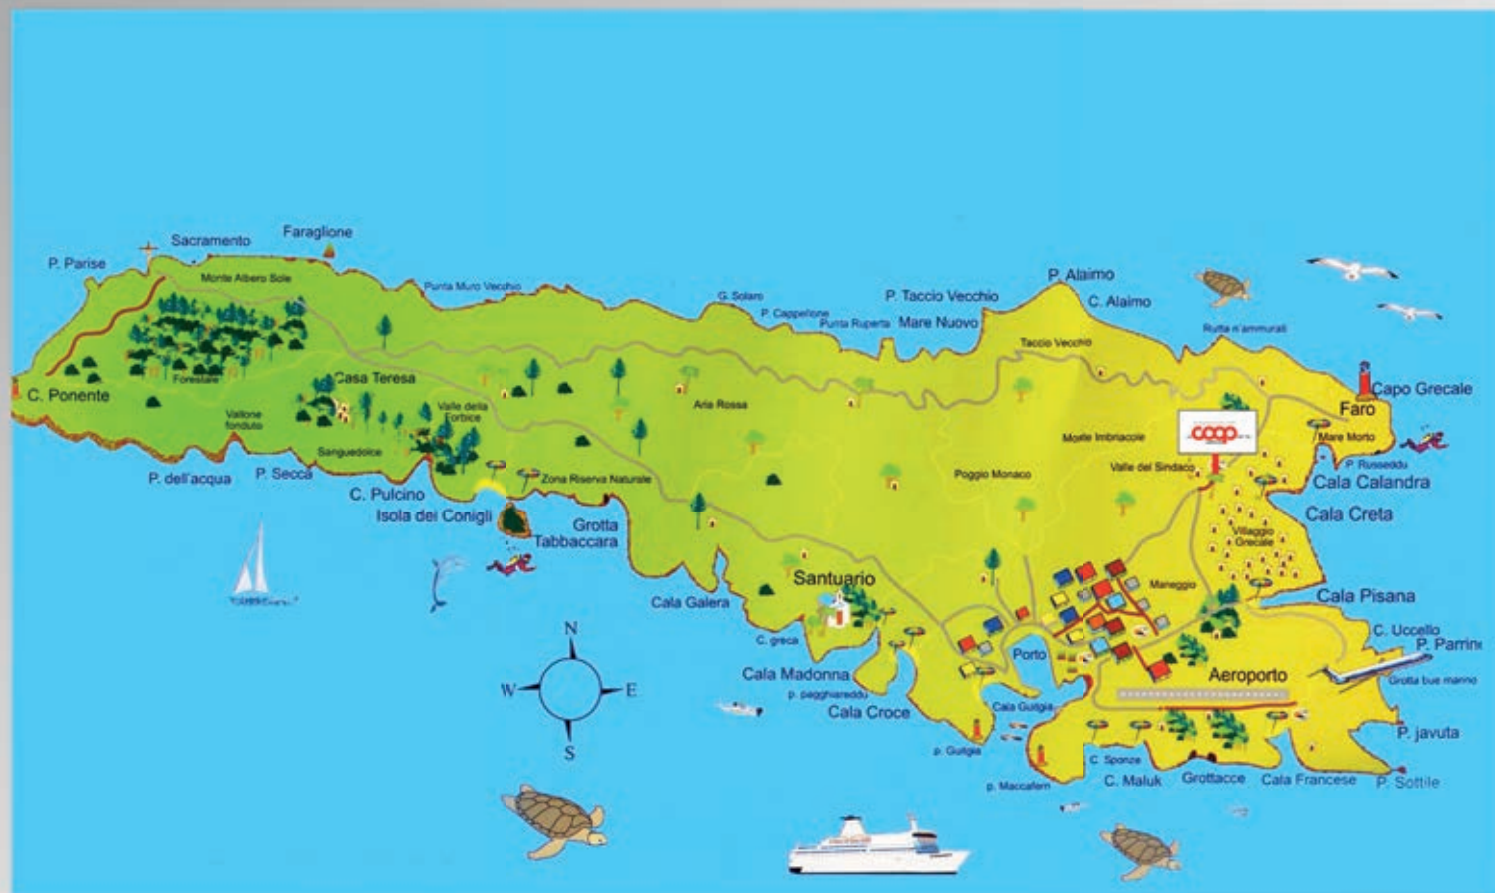 Sacramento
Faraglione
P. Parise
Monte Albero Sole
Punta Muro Vecchio
G. Solaro
P. Cappellone
Punta Ruperta
P. Taccio Vecchio
Mare Nuovo
P. Alaimo
C. Alaimo
Rutta n'ammurati
Taccio Vecchio
C. Ponente
Forestale
Casa Teresa
Valle della
Forbice
Vallone
fonduto
Sanguedolce
Aria Rossa
Capo Grecale
Faro
coop
Mare Morto
Monte Imbriacole
Poggio Monaco
Valle del Sindaco
P. Russeddu
Cala Calandra
P. dell'acqua
P. Secca
Zona Riserva Naturale
C. Pulcino
Isola dei Conigli
Grotta
Tabbaccara
Cala Creta
Villaggio
Grecale
Santuario
Maneggio
Cala Pisana
Cala Galera
C. greca
C. Uccello
P. Parrin
Porto
Cala Madonna
p. pagghiareddu
Cala Croce
Aeroporto
Grotta bue marino
Cala Guitgia
N
W
E
S
p. Guitgia
P. javuta
C. Sponze
p. Maccaferri
C. Maluk
Grottacce
Cala Francese
P. Sottile